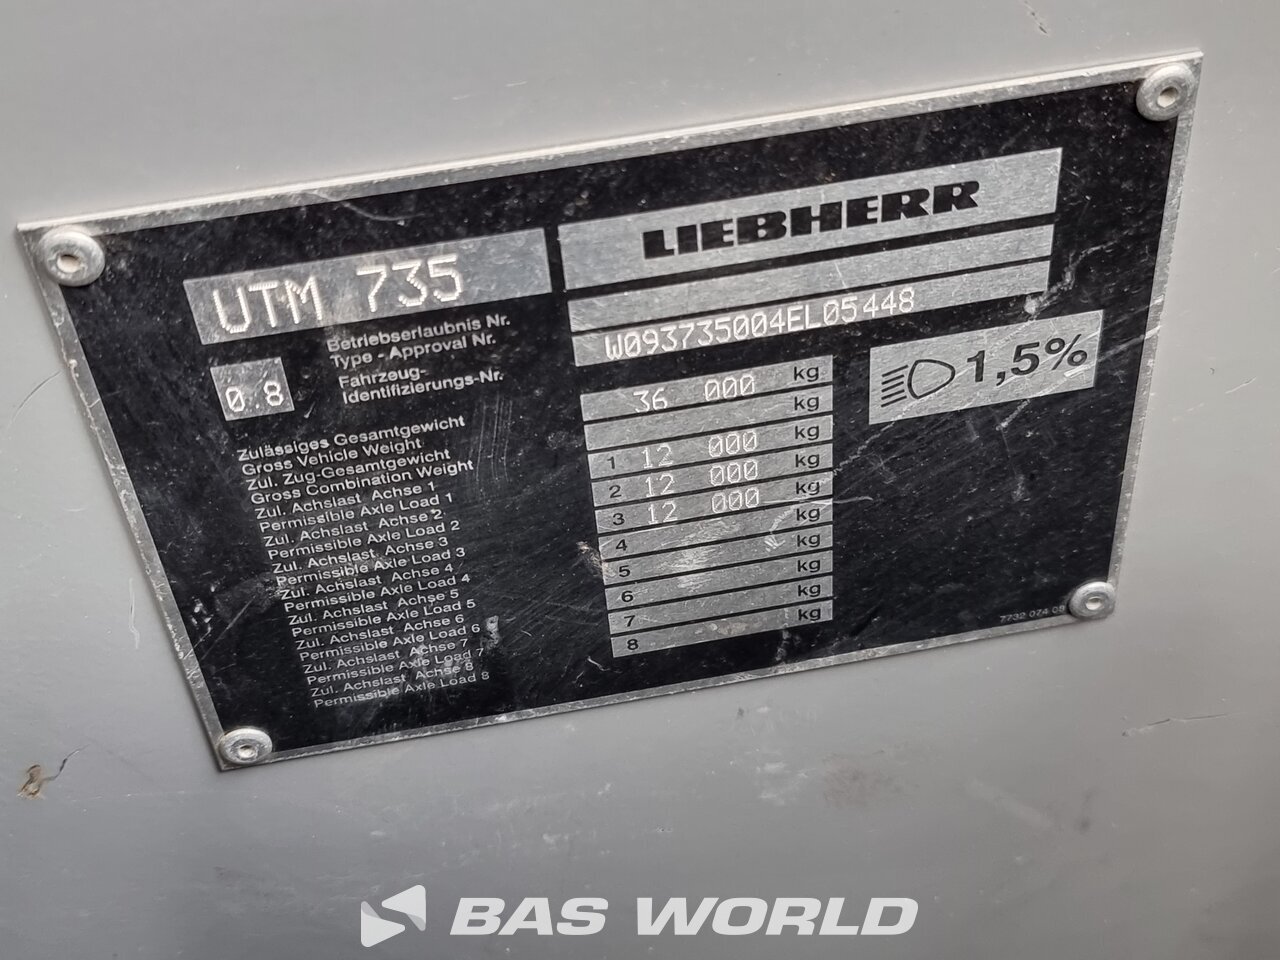 LIEBHERR
UTM 735
Betriebserlaubnis Nr.
Type - Approval Nr.
0.8
Fahrzeug-
Identifizierungs-Nr.
W093735004EL05448
1,5%
Zulässiges Gesamtgewicht
Gross Vehicle Weight
36 000 kg
Zul. Zug-Gesamtgewicht
Gross Combination Weight
kg
Zul. Achslast Achse 1
Permissible Axle Load 1
1 12 000 kg
Zul. Achslast Achse 2
Permissible Axle Load 2
2 12 000 kg
Zul. Achslast Achse 3
Permissible Axle Load 3
3 12 000 kg
Zul. Achslast Achse 4
Permissible Axle Load 4
4 kg
Zul. Achslast Achse 5
Permissible Axle Load 5
5 kg
Zul. Achslast Achse 6
Permissible Axle Load 6
6 kg
Zul. Achslast Achse 7
Permissible Axle Load 7
7 kg
Zul. Achslast Achse 8
Permissible Axle Load 8
8 kg
7732 074 08
BAS WORLD